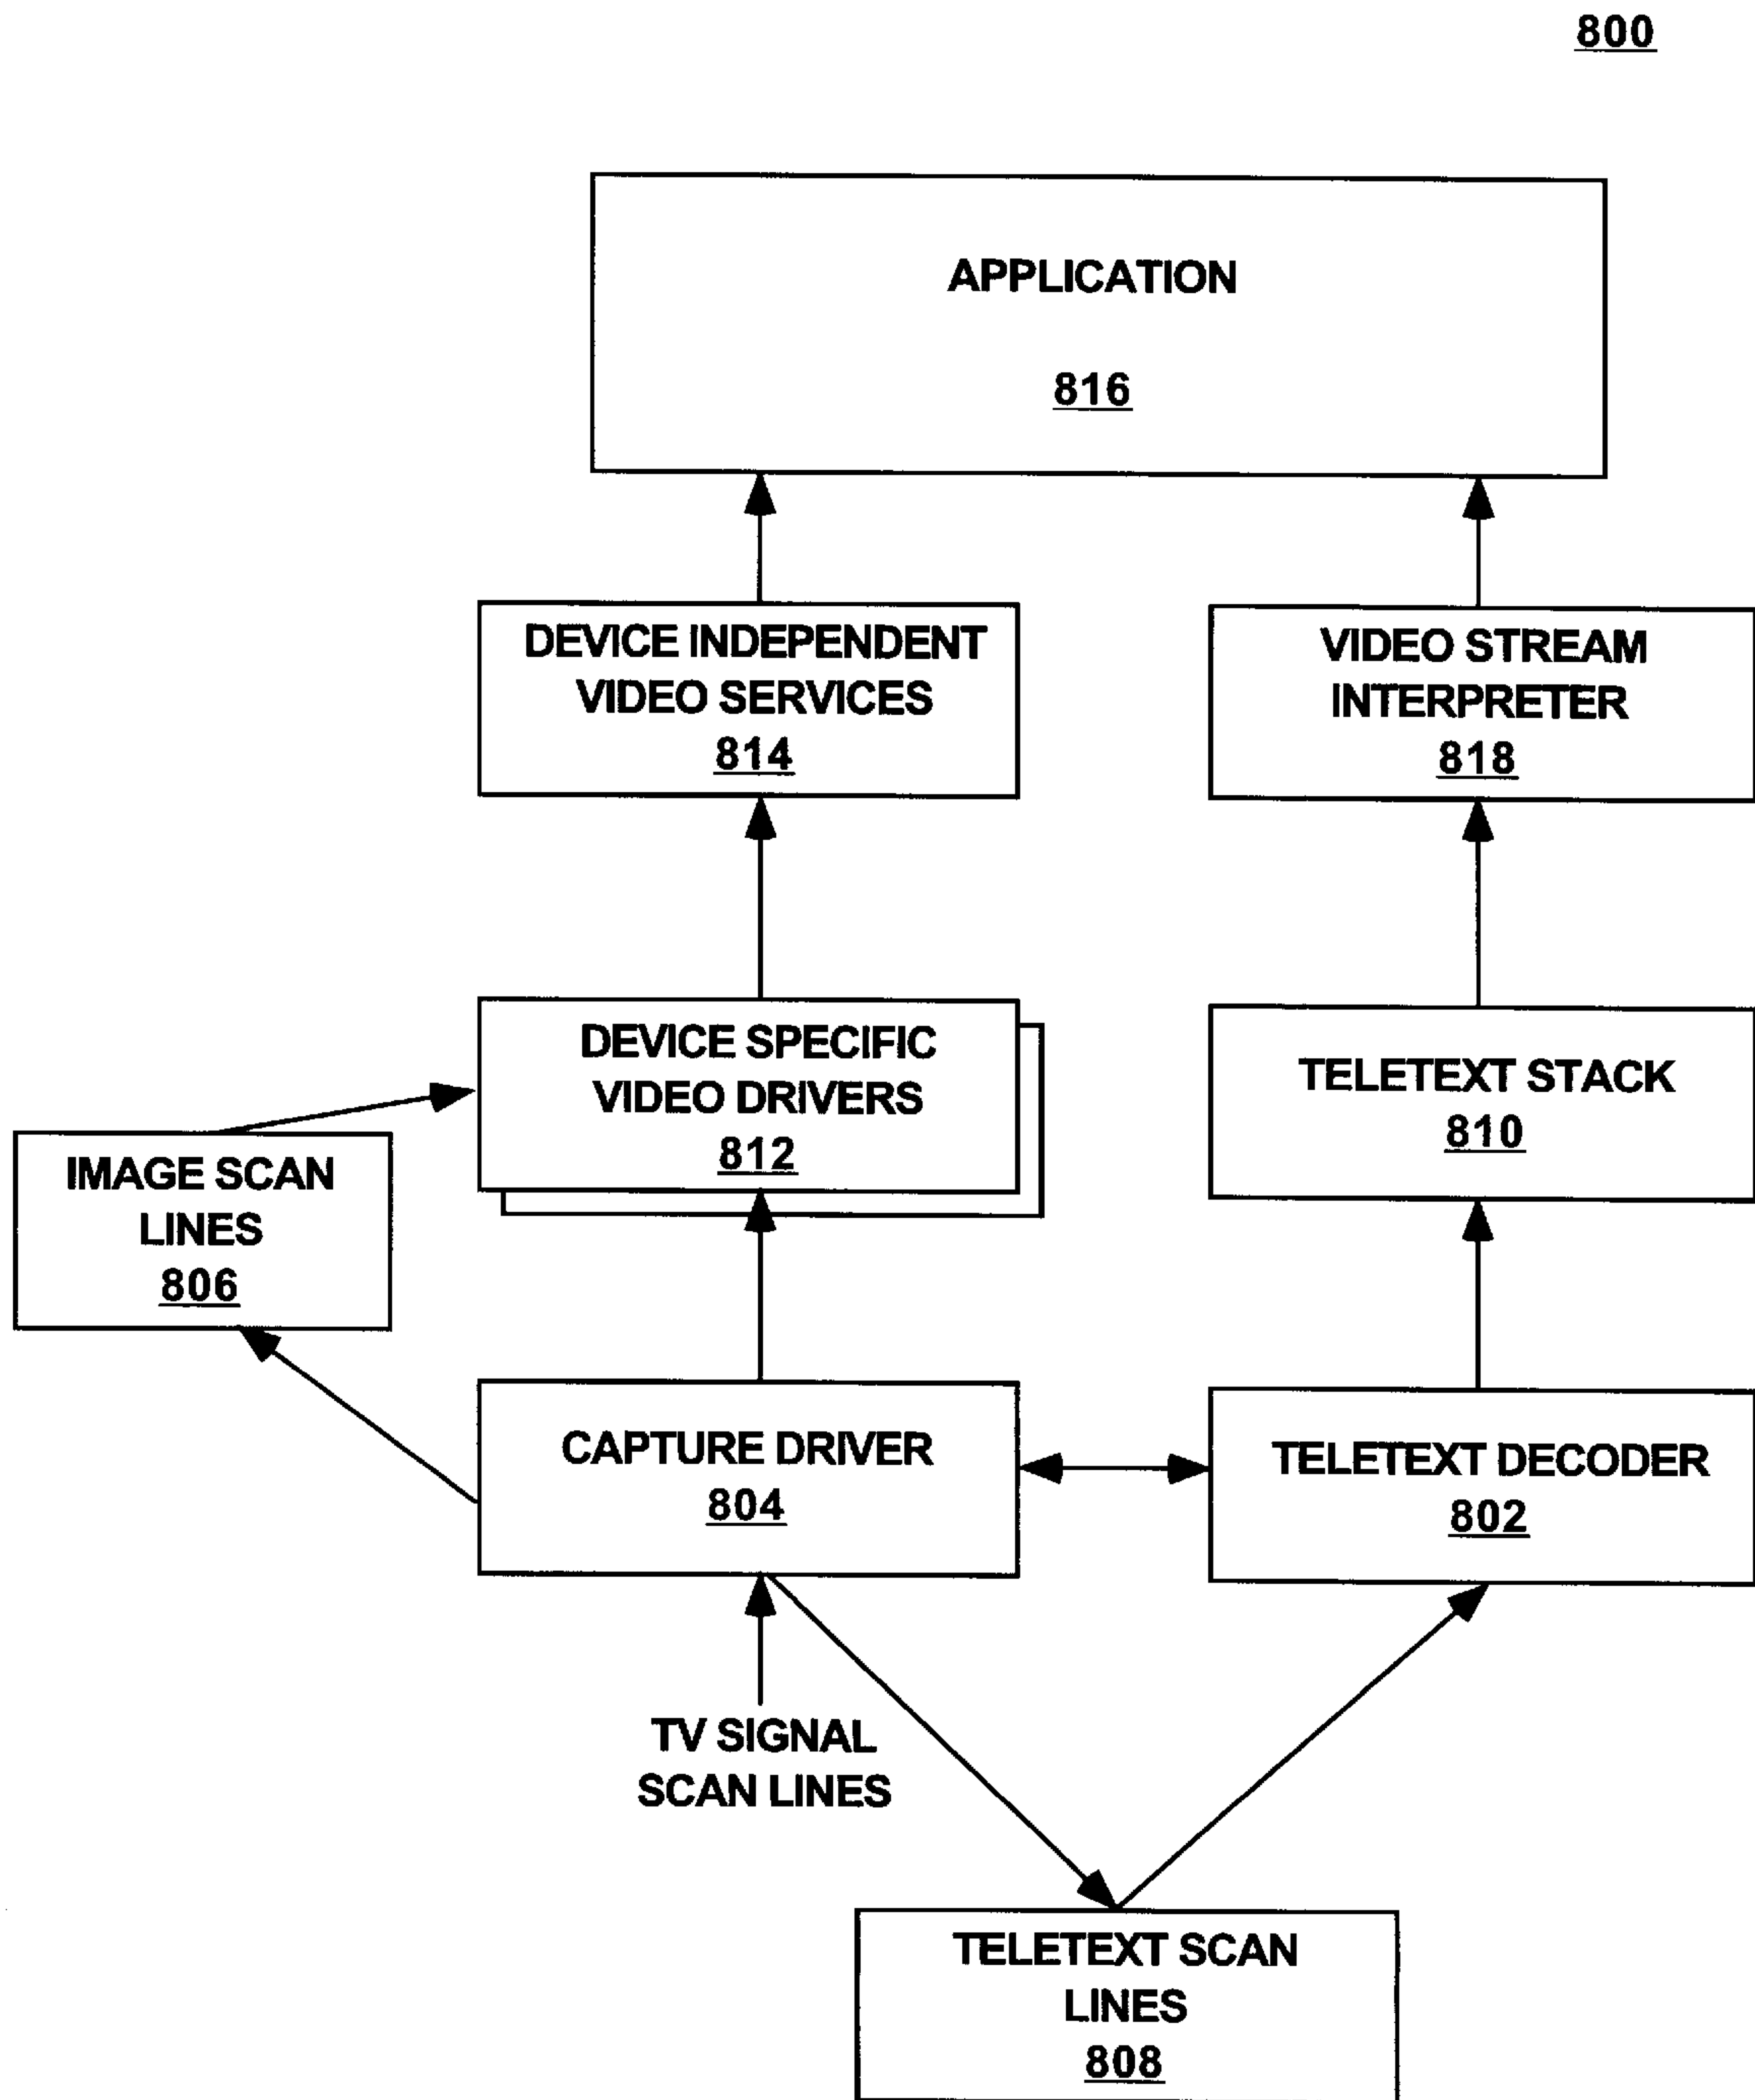 800
APPLICATION
816
DEVICE INDEPENDENT
VIDEO SERVICES
814
VIDEO STREAM
INTERPRETER
818
DEVICE SPECIFIC
VIDEO DRIVERS
812
TELETEXT STACK
810
IMAGE SCAN
LINES
806
CAPTURE DRIVER
804
TELETEXT DECODER
802
TV SIGNAL
SCAN LINES
TELETEXT SCAN
LINES
808